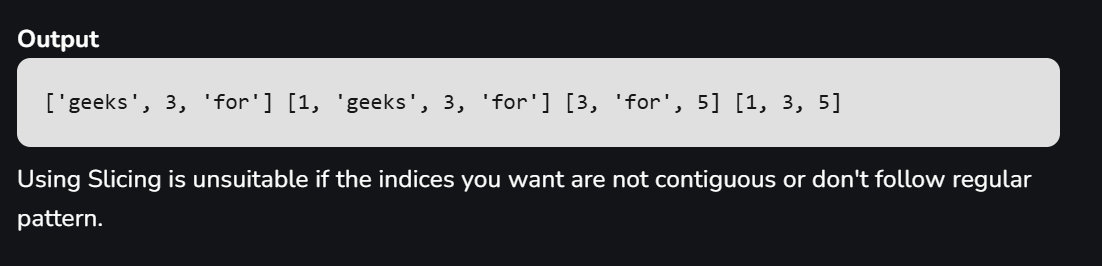 Output
['geeks', 3, 'for'] [1, 'geeks', 3, 'for'] [3, 'for', 5] [1, 3, 5]
Using Slicing is unsuitable if the indices you want are not contiguous or don't follow regular
pattern.